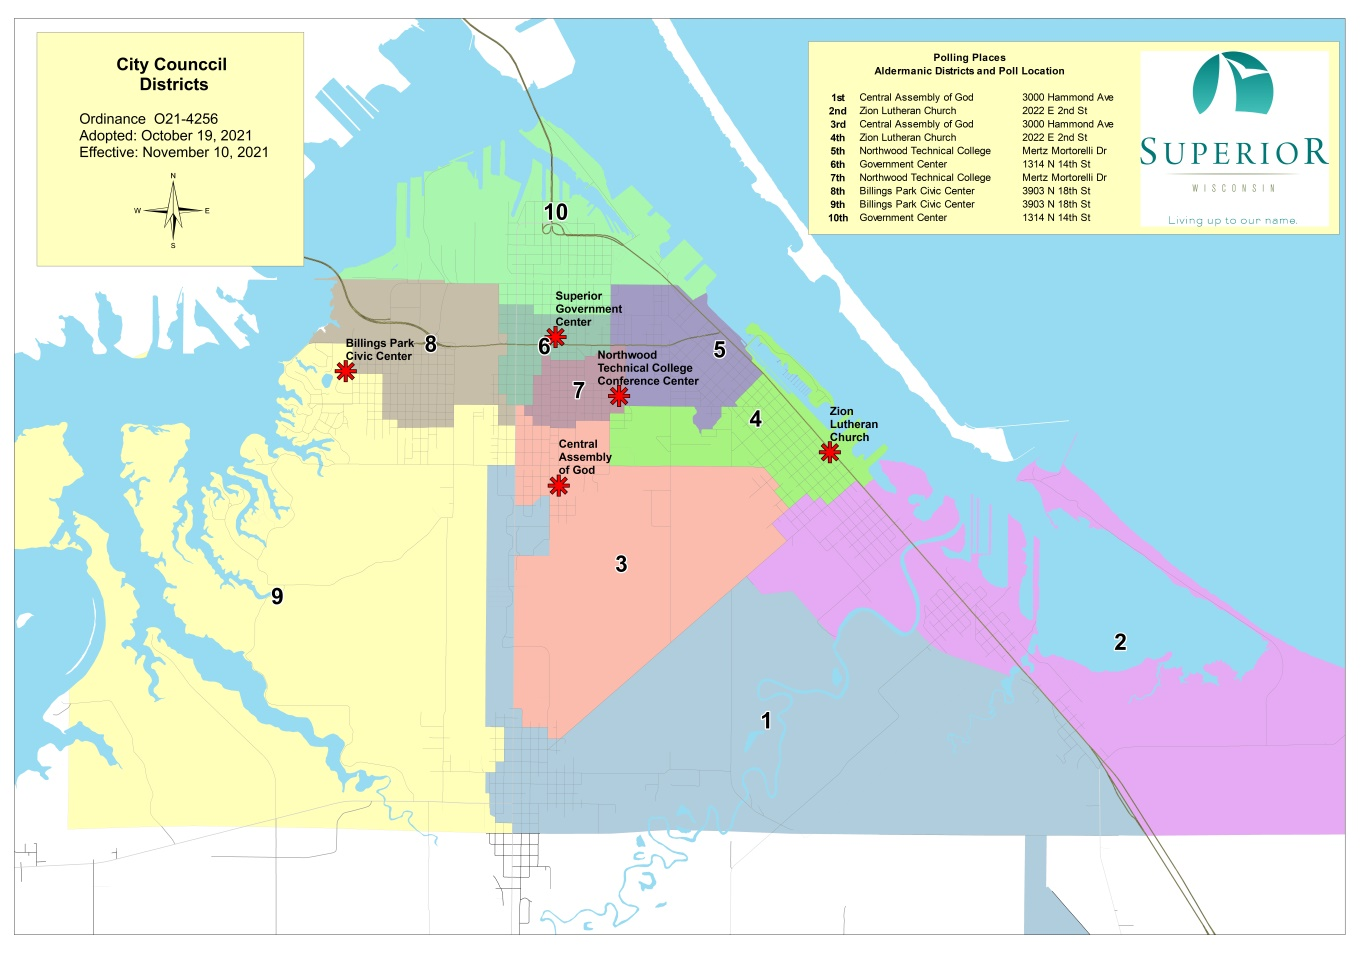 City Counccil
Districts
Ordinance O21-4256
Adopted: October 19, 2021
Effective: November 10, 2021
N
W E
S
Polling Places
Aldermanic Districts and Poll Location
1st Central Assembly of God 3000 Hammond Ave
2nd Zion Lutheran Church 2022 E 2nd St
3rd Central Assembly of God 3000 Hammond Ave
4th Zion Lutheran Church 2022 E 2nd St
5th Northwood Technical College Mertz Mortorelli Dr
6th Government Center 1314 N 14th St
7th Northwood Technical College Mertz Mortorelli Dr
8th Billings Park Civic Center 3903 N 18th St
9th Billings Park Civic Center 3903 N 18th St
10th Government Center 1314 N 14th St
SUPERIOR
WISCONSIN
Living up to our name.
10
Superior
Government
Center
8
6
5
Billings Park
Civic Center
Northwood
Technical College
Conference Center
7
4
Zion
Lutheran
Church
Central
Assembly
of God
3
9
2
1